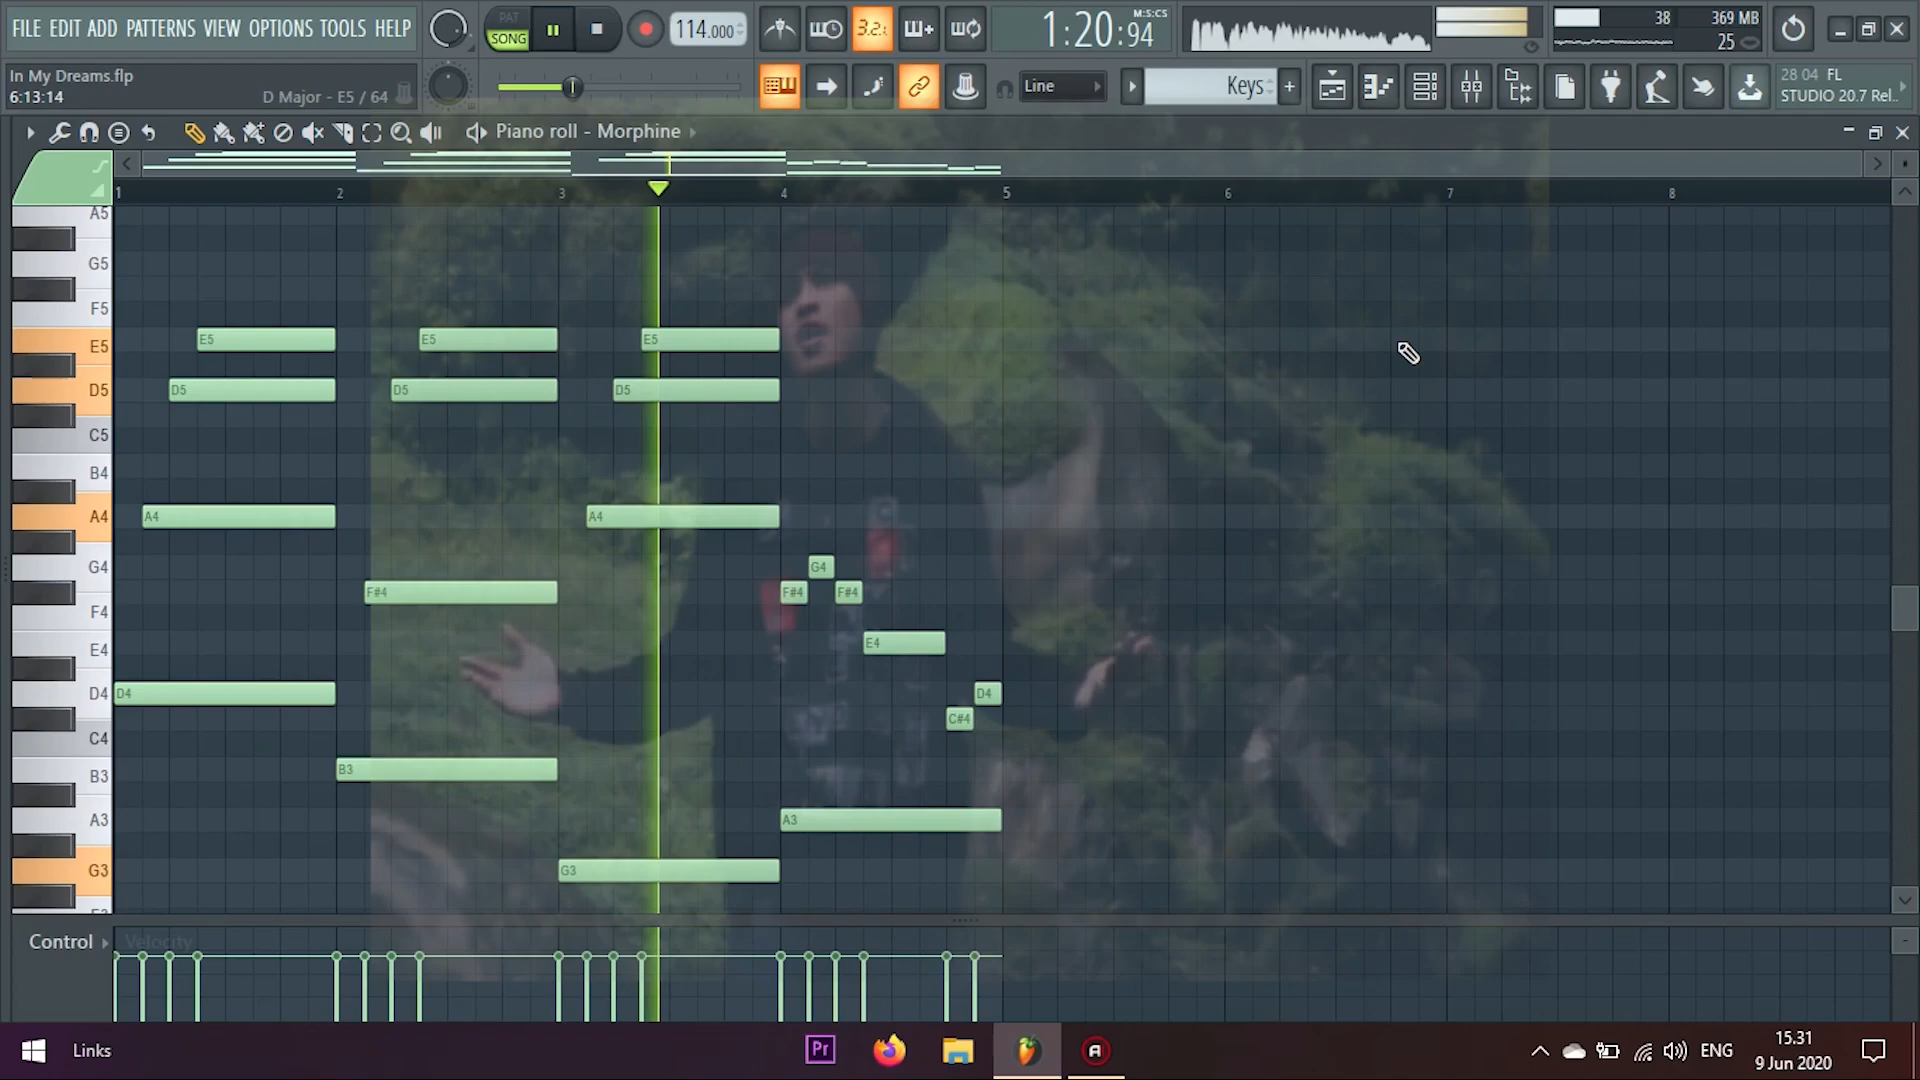 FILE EDIT ADD PATTERNS VIEW OPTIONS TOOLS HELP
PAT
SONG
114.000
3.2.
1:20:94
M:S:CS
38
369 MB
25
In My Dreams.flp
6:13:14
D Major - E5 / 64
Line
Keys
28 04 FL
STUDIO 20.7 Rel..
Piano roll - Morphine
1 2 3 4 5 6 7 8
A5
G5
F5
E5 E5 E5 E5
D5 D5 D5 D5
C5
B4
A4 A4 A4
G4 G4
F#4 F#4 F#4
F4
E4 E4
D4 D4 D4
C#4
C4
B3 B3
A3 A3
G3 G3
Control Velocity
Links
Pr
ENG
15.31
9 Jun 2020